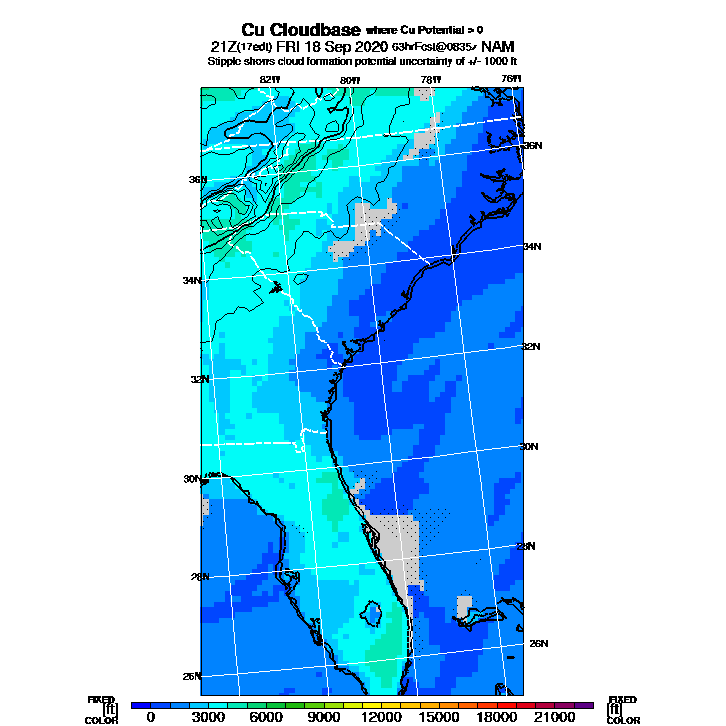 Cu Cloudbase where Cu Potential > 0
21Z(17edt) FRI 18 Sep 2020 63hrFcst@0835z NAM
Stipple shows cloud formation potential uncertainty of +/- 1000 ft
82W 80W 78W 76W
36N 36N
34N 34N
32N 32N
30N 30N
28N 28N
26N 26N
FIXED FIXED
[ft] [ft]
COLOR COLOR
0 3000 6000 9000 12000 15000 18000 21000